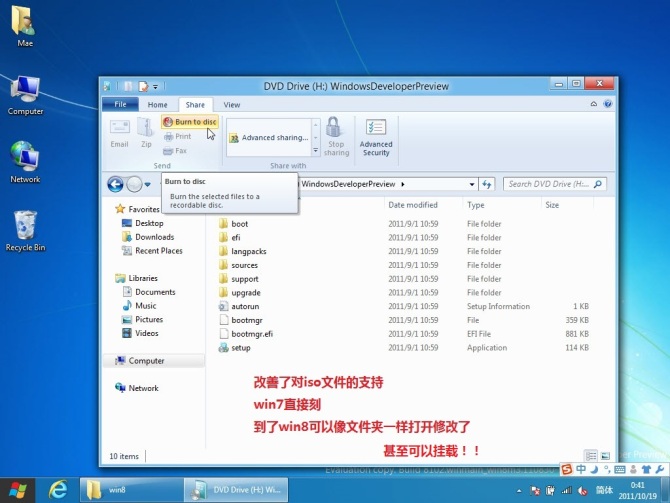 Mae
Computer
Network
Recycle Bin
DVD Drive (H:) WindowsDeveloperPreview
File Home Share View
Email Zip Burn to disc Print Fax Advanced sharing... Stop sharing Advanced Security
Send Share with
WindowsDeveloperPreview Search DVD Drive (H:...
Burn to disc
Burn the selected files to a
recordable disc.
Date modified Type Size
Favorites
Desktop
Downloads
Recent Places
Libraries
Documents
Music
Pictures
Videos
Computer
Network
boot 2011/9/1 10:59 File folder
efi 2011/9/1 10:59 File folder
langpacks 2011/9/1 10:59 File folder
sources 2011/9/1 10:59 File folder
support 2011/9/1 10:59 File folder
upgrade 2011/9/1 10:59 File folder
autorun 2011/9/1 10:59 Setup Information 1 KB
bootmgr 2011/9/1 10:59 File 359 KB
bootmgr.efi 2011/9/1 10:59 EFI File 881 KB
setup 2011/9/1 10:59 Application 114 KB
改善了对iso文件的支持
win7直接刻
到了win8可以像文件夹一样打开修改了
甚至可以挂载！！
10 items
Preview
Evaluation copy. Build 8102.
中
win8 DVD Drive (H:) Wi... 簡体 0:41
2011/10/19